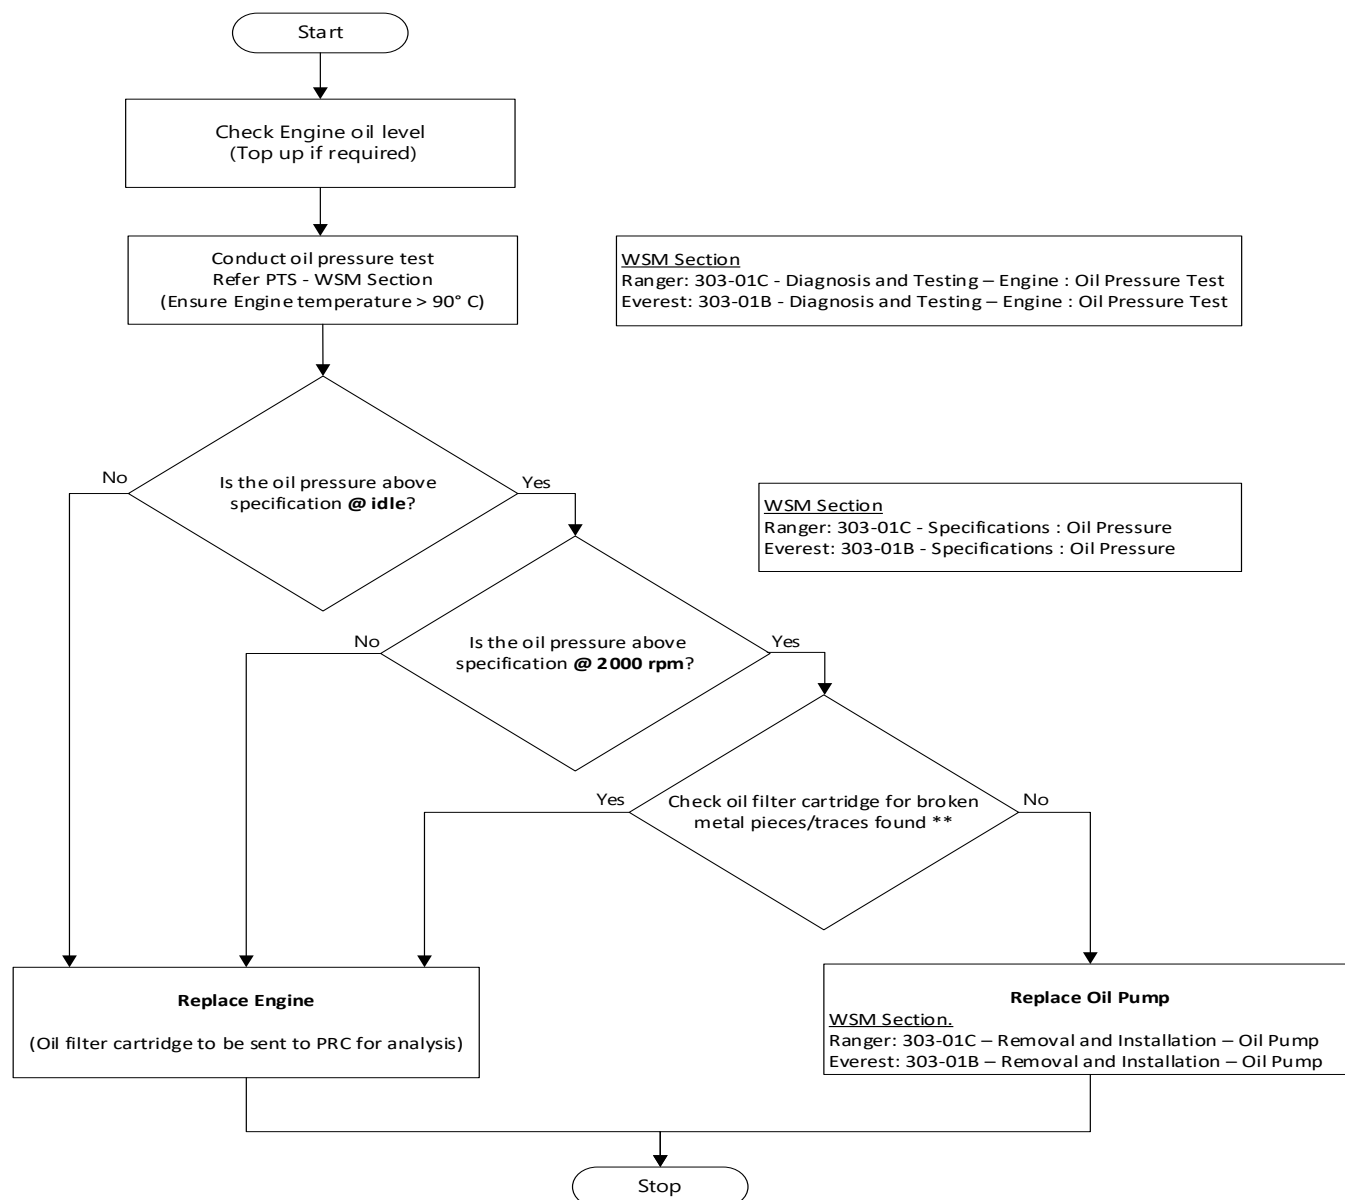 Start
Check Engine oil level
(Top up if required)
Conduct oil pressure test
Refer PTS - WSM Section
(Ensure Engine temperature > 90° C)
WSM Section
Ranger: 303-01C - Diagnosis and Testing – Engine : Oil Pressure Test
Everest: 303-01B - Diagnosis and Testing – Engine : Oil Pressure Test
No
Is the oil pressure above
specification @ idle?
Yes
WSM Section
Ranger: 303-01C - Specifications : Oil Pressure
Everest: 303-01B - Specifications : Oil Pressure
No
Is the oil pressure above
specification @ 2000 rpm?
Yes
Yes
Check oil filter cartridge for broken
metal pieces/traces found **
No
Replace Engine
(Oil filter cartridge to be sent to PRC for analysis)
Replace Oil Pump
WSM Section.
Ranger: 303-01C – Removal and Installation – Oil Pump
Everest: 303-01B – Removal and Installation – Oil Pump
Stop